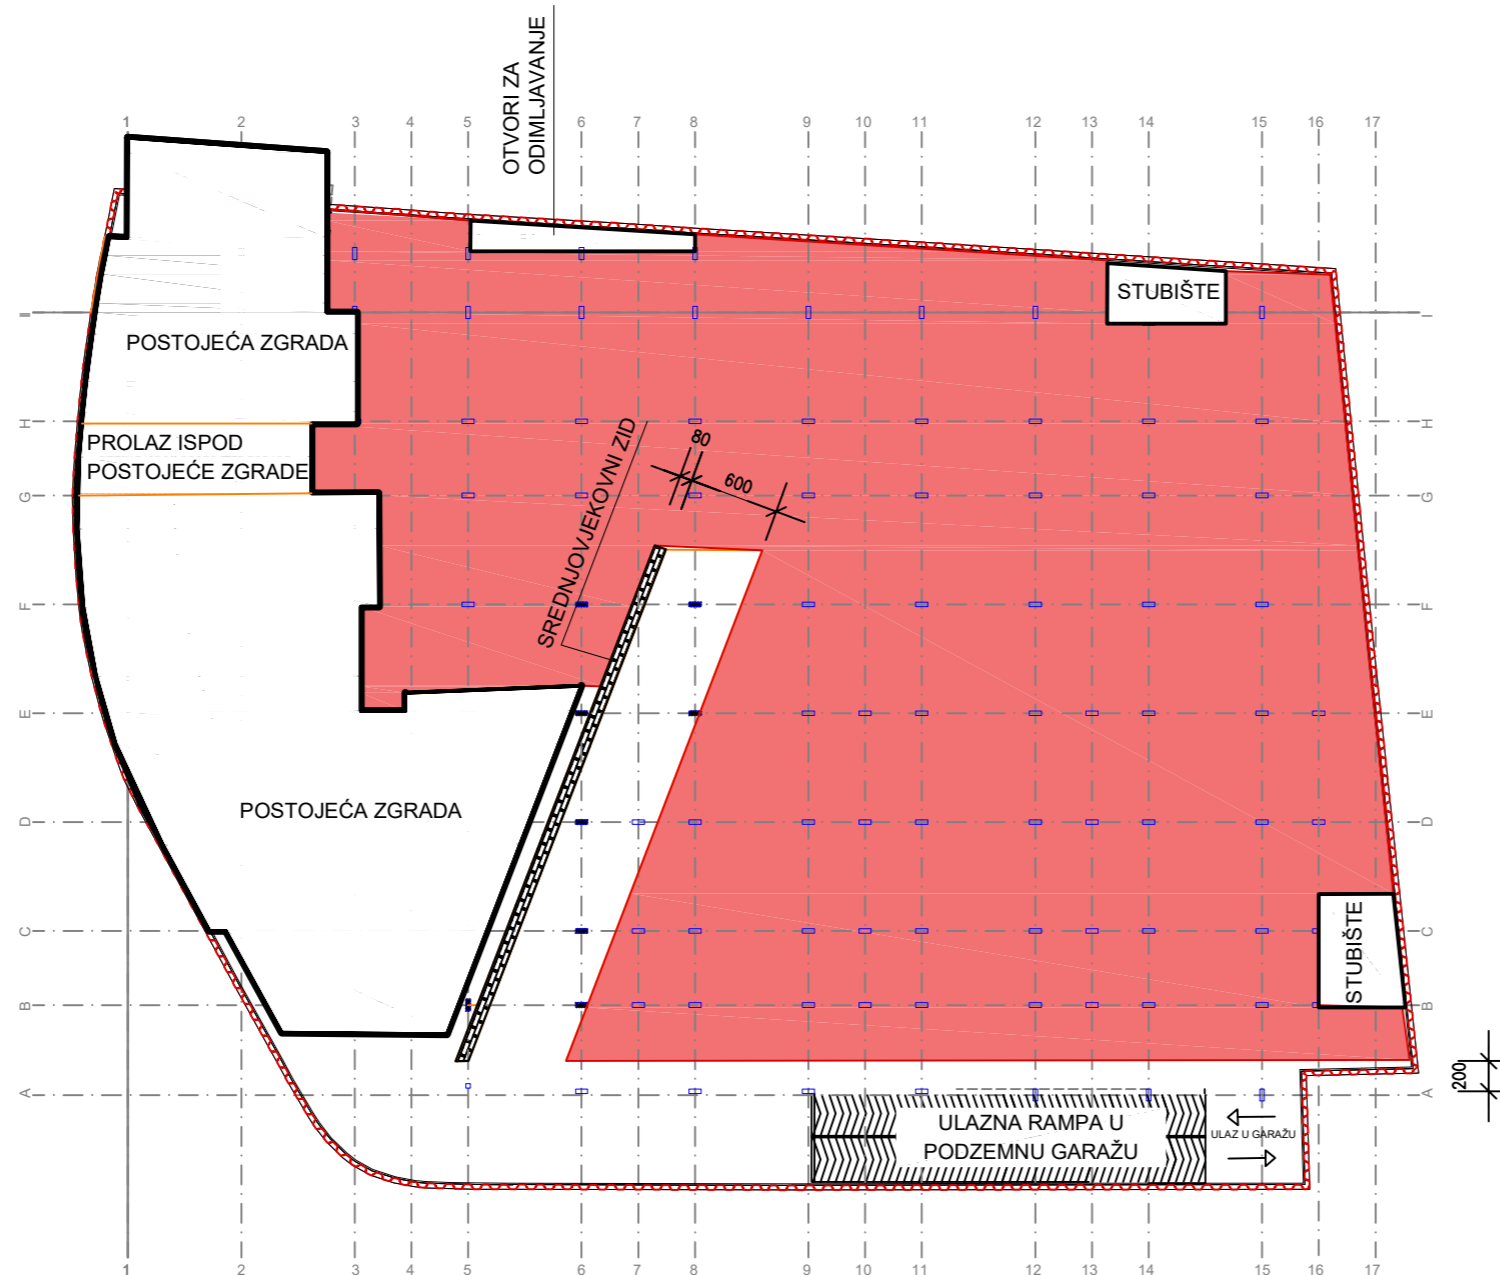 OTVORI ZA
ODIMLJAVANJE
1 2 3 4 5 6 7 8 9 10 11 12 13 14 15 16 17
STUBIŠTE
I I
POSTOJEĆA ZGRADA
H H
PROLAZ ISPOD
POSTOJEĆE ZGRADE
SREDNJOVJEKOVNI ZID
80
600
G G
F F
E E
POSTOJEĆA ZGRADA
D D
STUBIŠTE
C C
B B
200
A A
ULAZNA RAMPA U
PODZEMNU GARAŽU
ULAZ U GARAŽU
1 2 3 4 5 6 7 8 9 10 11 12 13 14 15 16 17